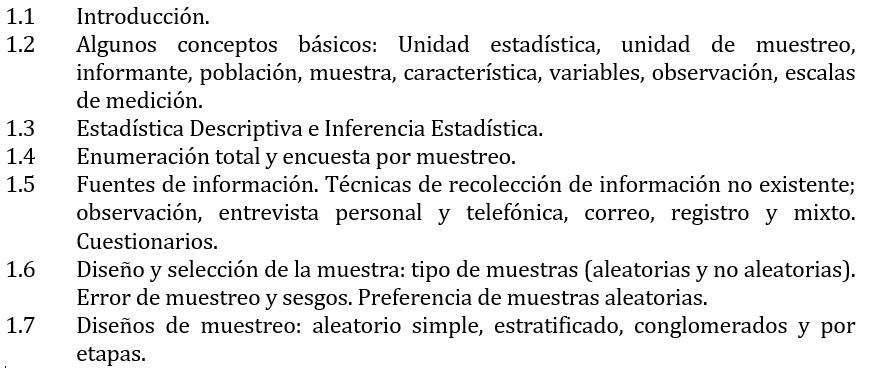 1.1 Introducción.
1.2 Algunos conceptos básicos: Unidad estadística, unidad de muestreo,
informante, población, muestra, característica, variables, observación, escalas
de medición.
1.3 Estadística Descriptiva e Inferencia Estadística.
1.4 Enumeración total y encuesta por muestreo.
1.5 Fuentes de información. Técnicas de recolección de información no existente;
observación, entrevista personal y telefónica, correo, registro y mixto.
Cuestionarios.
1.6 Diseño y selección de la muestra: tipo de muestras (aleatorias y no aleatorias).
Error de muestreo y sesgos. Preferencia de muestras aleatorias.
1.7 Diseños de muestreo: aleatorio simple, estratificado, conglomerados y por
etapas.